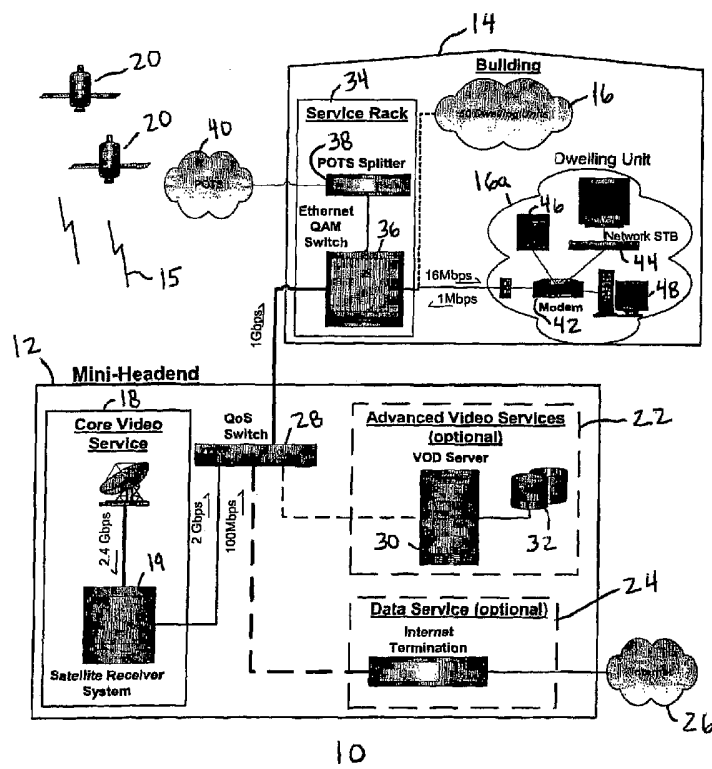 14
20
34
Building
Service Rack
16
20
40
38
Dwelling Units
POTS Splitter
Dwelling Unit
POTS
16a
46
Ethernet
QAM
Switch
36
Network STB
44
15
16Mbps
1Mbps
48
Modem
42
1Gbps
12
Mini-Headend
18
Core Video
Service
QoS
Switch
28
Advanced Video Services
(optional)
22
VOD Server
2.4 Gbps
2 Gbps
100Mbps
30
32
19
24
Data Service (optional)
Internet
Termination
Satellite Receiver
System
26
10